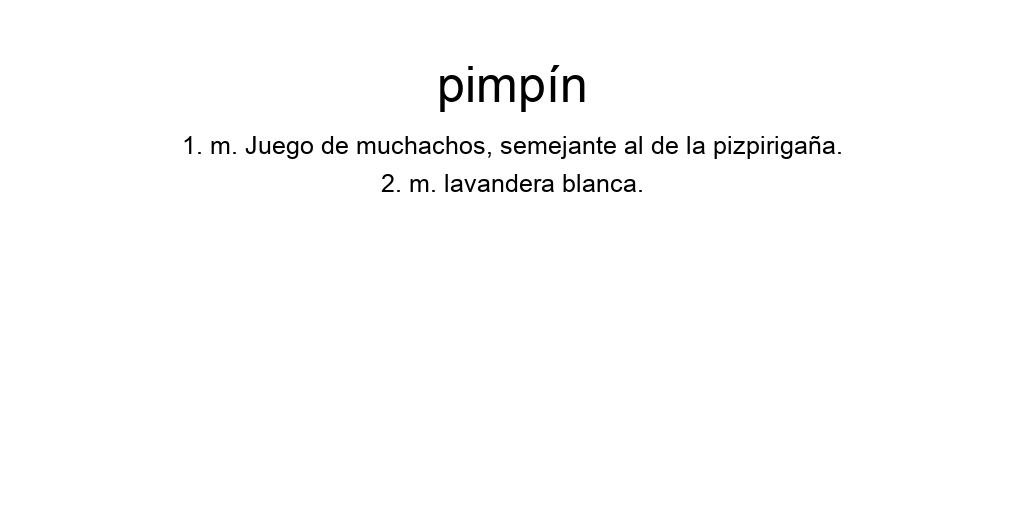 pimpín
1. m. Juego de muchachos, semejante al de la pizpirigaña.
2. m. lavandera blanca.